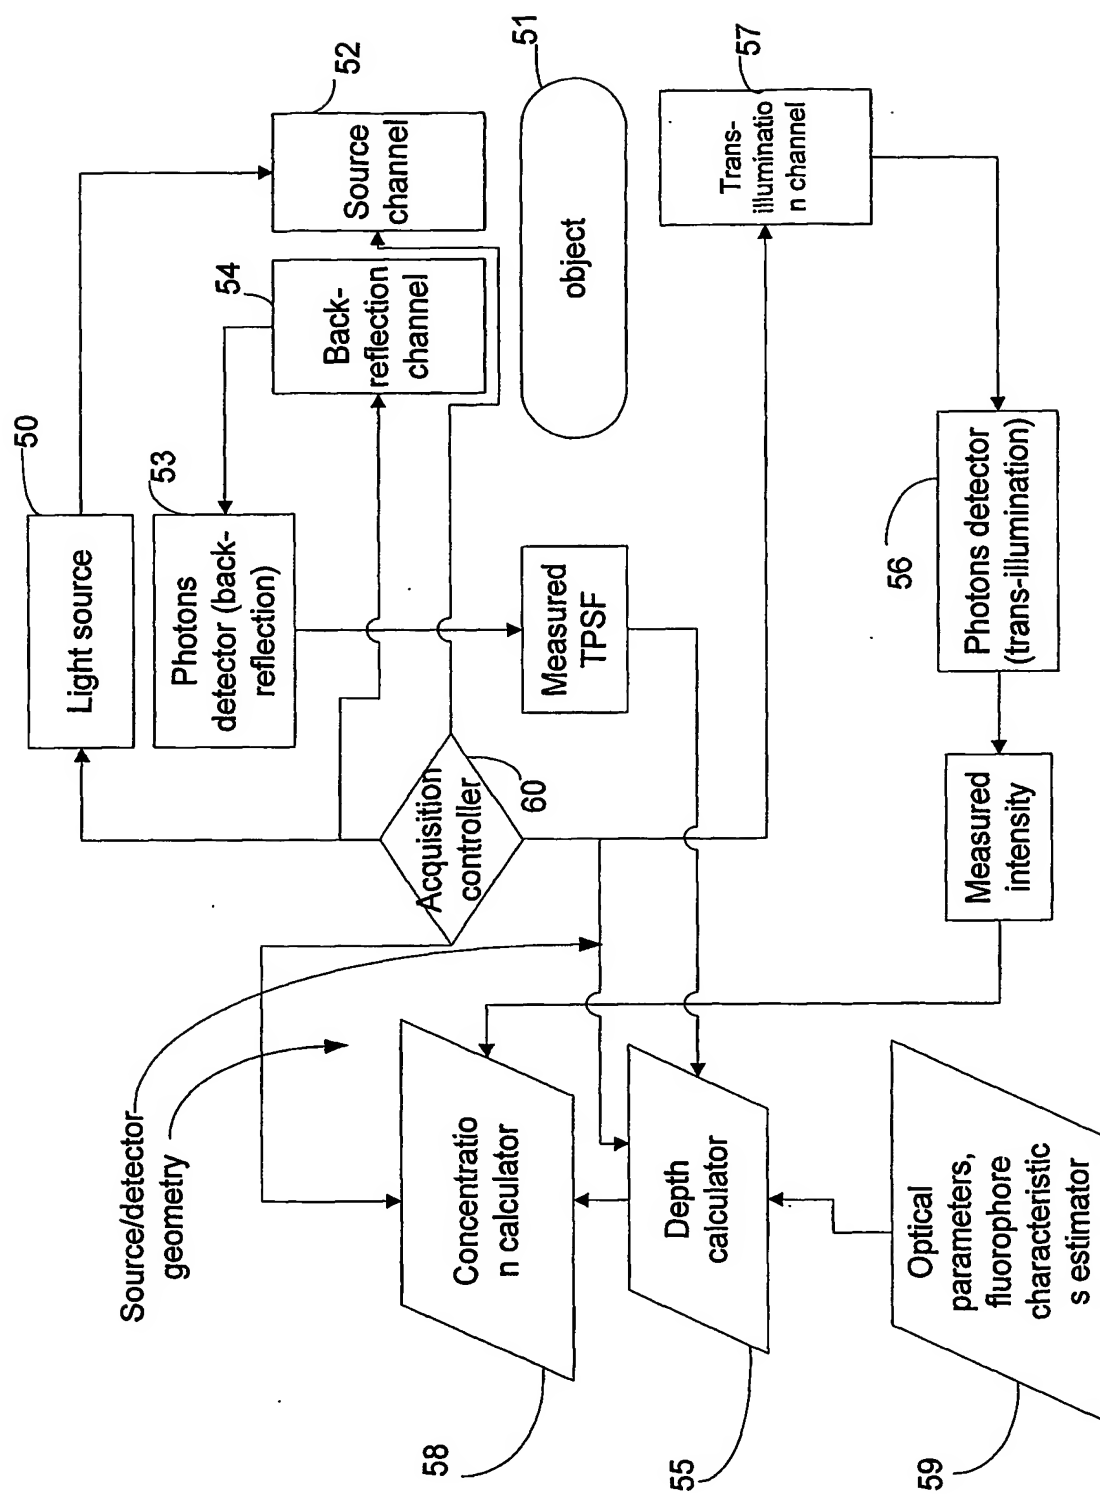 50
Light source
52
Source
channel
54
Back-
reflection
channel
53
Photons
detector (back-
reflection)
51
object
57
Trans-
illuminatio
n channel
Measured
TPSF
Acquisition
controller
60
56
Photons detector
(trans-illumination)
Measured
intensity
Source/detector
geometry
Concentratio
n calculator
58
Depth
calculator
55
Optical
parameters,
fluorophore
characteristic
s estimator
59